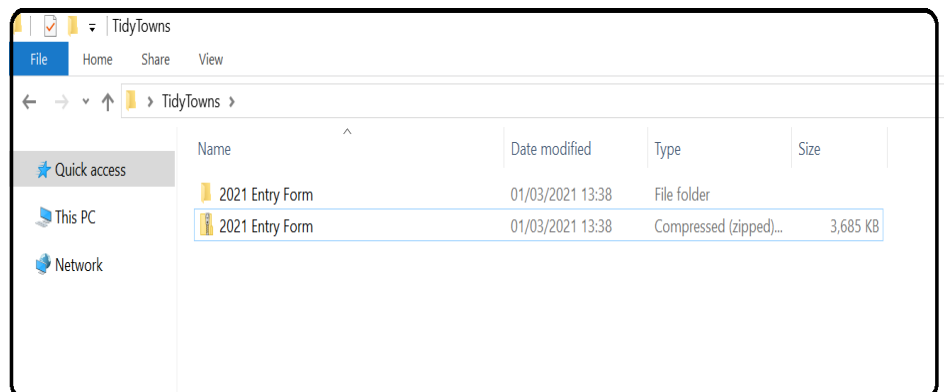 TidyTowns
File Home Share View
TidyTowns
Name Date modified Type Size
Quick access
2021 Entry Form 01/03/2021 13:38 File folder
This PC
2021 Entry Form 01/03/2021 13:38 Compressed (zipped)... 3,685 KB
Network